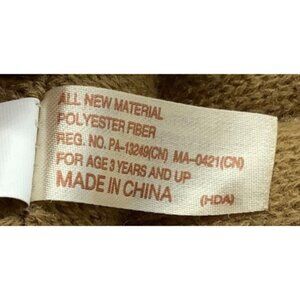 ALL NEW MATERIAL
POLYESTER FIBER
REG. NO. PA-13249(CN) MA-0421(CN)
FOR AGE 3 YEARS AND UP
MADE IN CHINA (HDA)